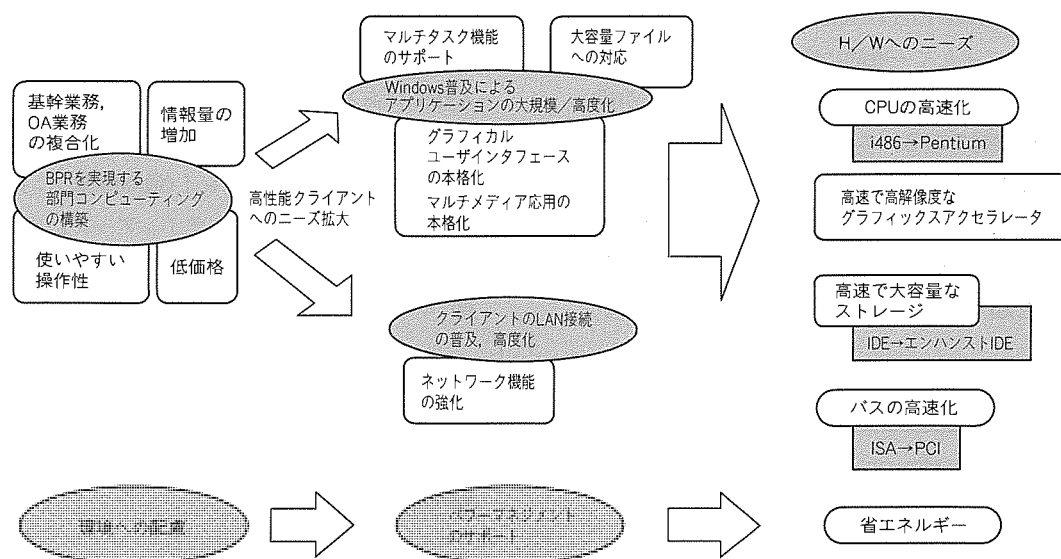 基幹業務,
OA業務
の複合化
情報量の
増加
BPRを実現する
部門コンピューティング
の構築
使いやすい
操作性
低価格
高性能クライアント
へのニーズ拡大
マルチタスク機能
のサポート
大容量ファイル
への対応
Windows普及による
アプリケーションの大規模/高度化
グラフィカル
ユーザインタフェース
の本格化
マルチメディア応用の
本格化
クライアントのLAN接続
の普及, 高度化
ネットワーク機能
の強化
H/Wへのニーズ
CPUの高速化
i486→Pentium
高速で高解像度な
グラフィックスアクセラレータ
高速で大容量な
ストレージ
IDE→エンハンストIDE
バスの高速化
ISA→PCI
環境への配慮
パワーマネジメント
のサポート
省エネルギー